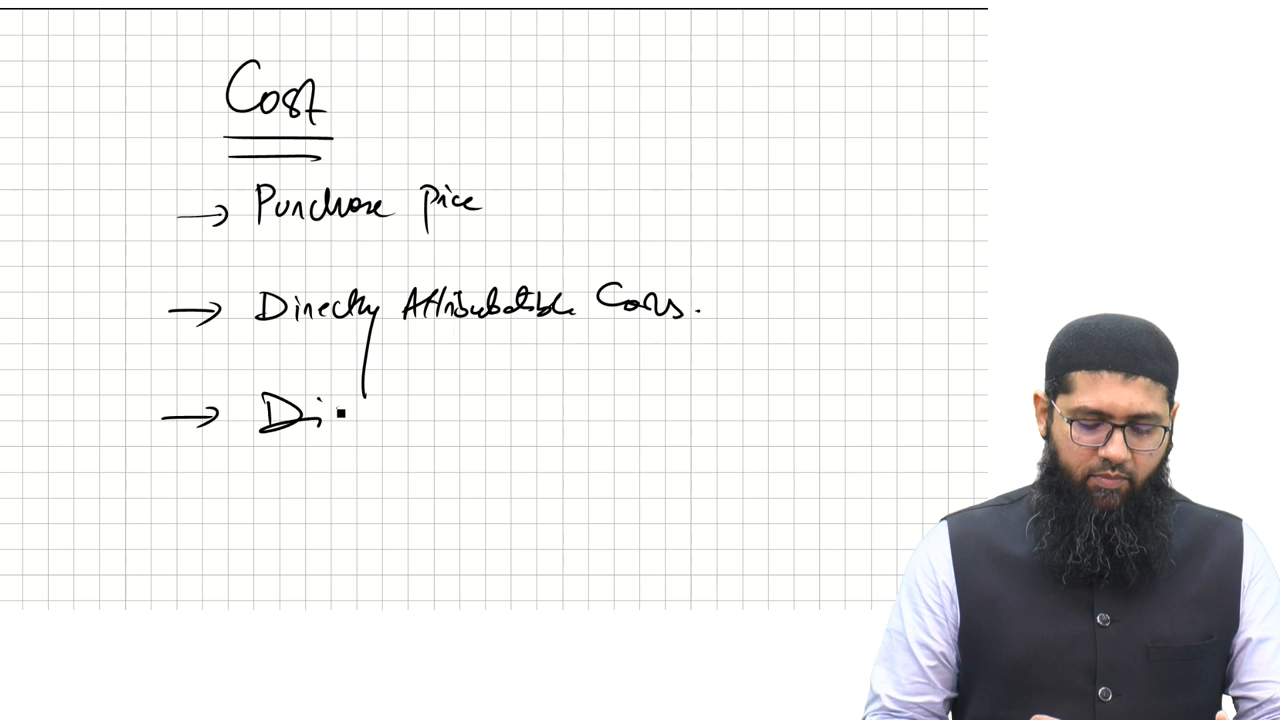 Cost
→ Purchase price
→ Directly Attributable Costs.
→ Di